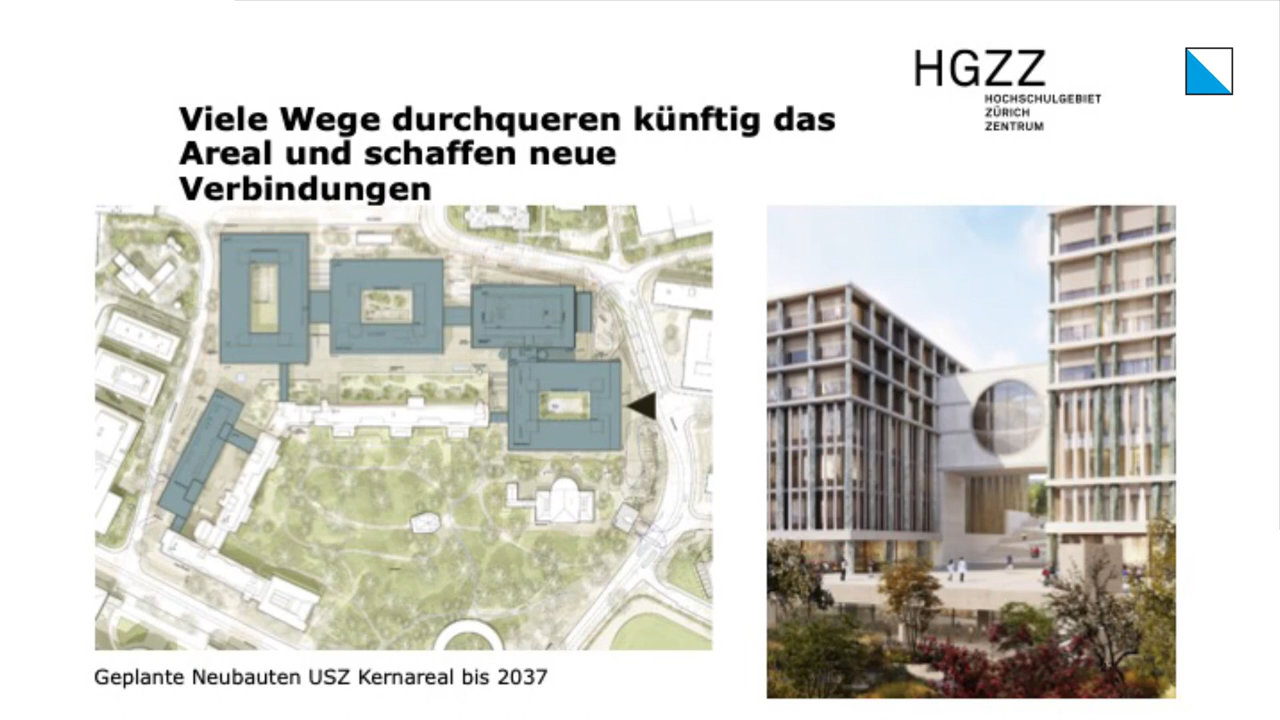 HGZZ
HOCHSCHULGEBIET
ZÜRICH
ZENTRUM
Viele Wege durchqueren künftig das
Areal und schaffen neue
Verbindungen
Geplante Neubauten USZ Kernareal bis 2037